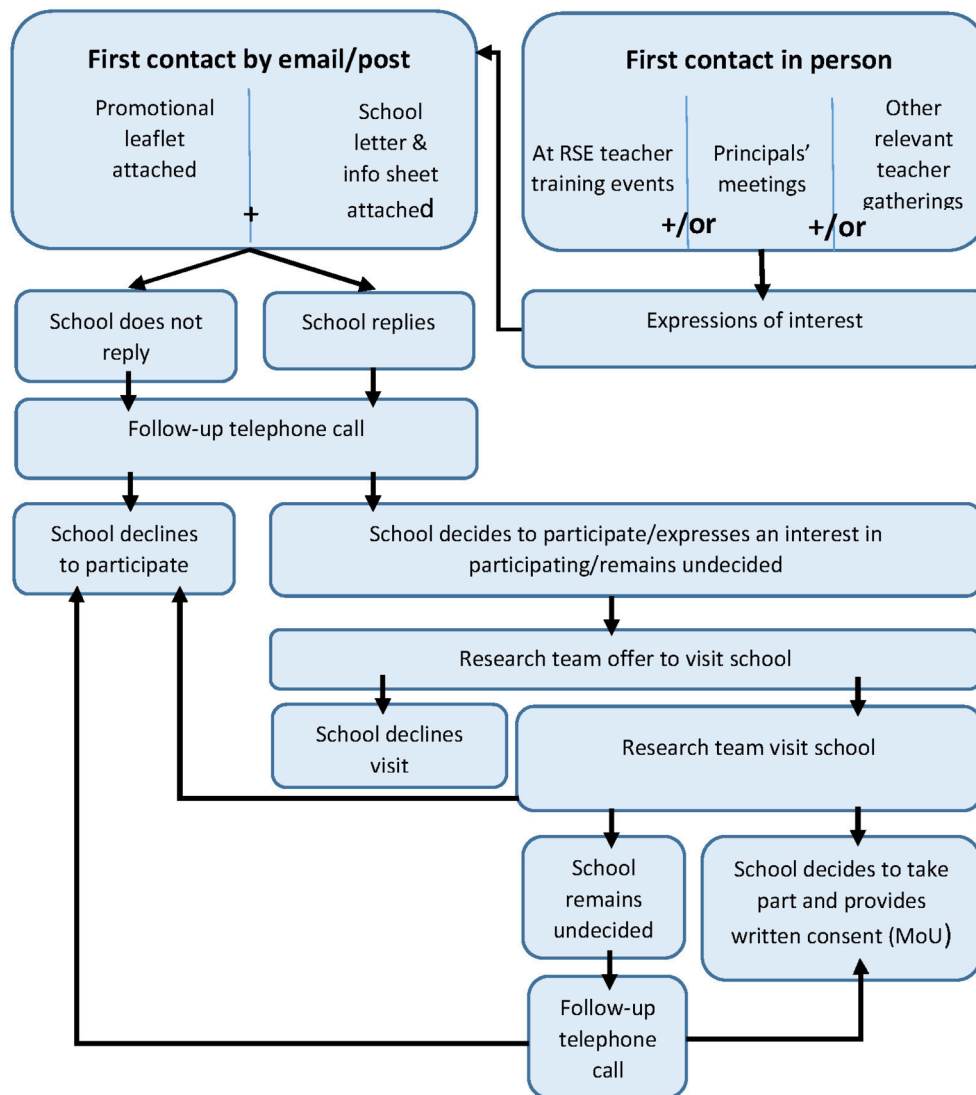 First contact by email/post
Promotional
leaflet
attached
+
School
letter &
info sheet
attached
First contact in person
At RSE teacher
training events
+/or
Principals’
meetings
+/or
Other
relevant
teacher
gatherings
School does not
reply
School replies
Expressions of interest
Follow-up telephone call
School declines
to participate
School decides to participate/expresses an interest in
participating/remains undecided
Research team offer to visit school
School declines
visit
Research team visit school
School
remains
undecided
School decides to take
part and provides
written consent (MoU)
Follow-up
telephone
call